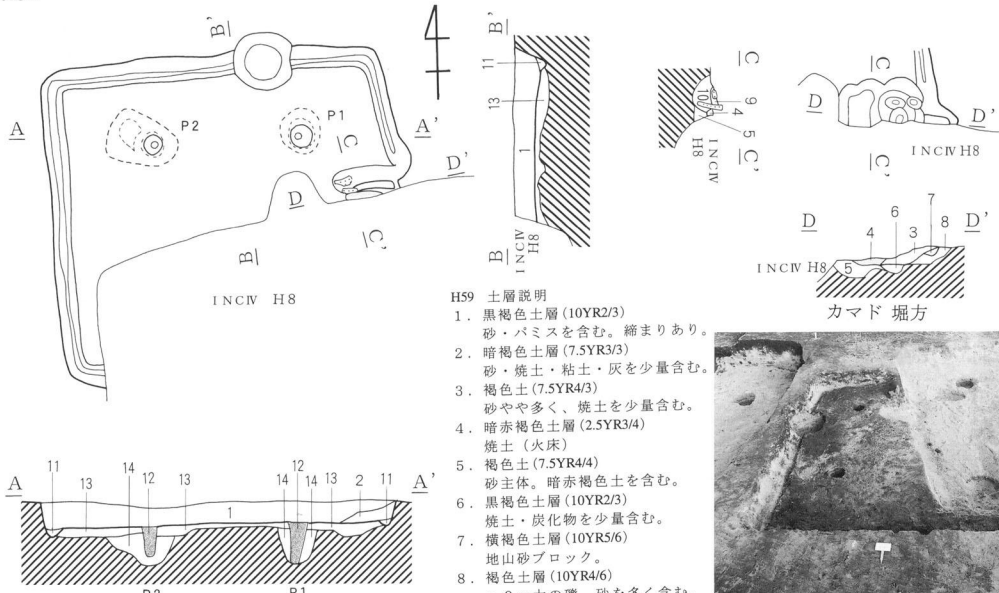 B'
4
A
P2
P1
A'
C
D
D'
C'
B
INCIV H8
B'
11
13
1
B
INCIV
H8
C
10
9
4
5
C'
INCIV
H8
C
D
D'
INCIV H8
C'
7
6
D
4
3
8
D'
INCIV H8
5
カマド 堀方
H59 土層説明
1. 黒褐色土層(10YR2/3)
砂・パミスを含む。締まりあり。
2. 暗褐色土層(7.5YR3/3)
砂・焼土・粘土・灰を少量含む。
3. 褐色土(7.5YR4/3)
砂やや多く、焼土を少量含む。
4. 暗赤褐色土層(2.5YR3/4)
焼土(火床)
5. 褐色土(7.5YR4/4)
砂主体。暗赤褐色土を含む。
6. 黒褐色土層(10YR2/3)
焼土・炭化物を少量含む。
7. 横褐色土層(10YR5/6)
地山砂ブロック。
8. 褐色土層(10YR4/6)
A
11
13
14
12
13
1
12
14
14
13
2
11
A'
P2
P1